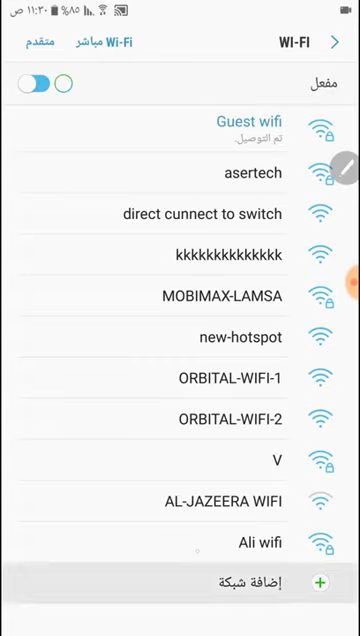 ص ١١:٣٠ %٨٥
WI-FI
Wi-Fi مباشر
متقدم
مفعل
Guest wifi
تم التوصيل.
asertech
direct cunnect to switch
kkkkkkkkkkkkkk
MOBIMAX-LAMSA
new-hotspot
ORBITAL-WIFI-1
ORBITAL-WIFI-2
V
AL-JAZEERA WIFI
Ali wifi
إضافة شبكة